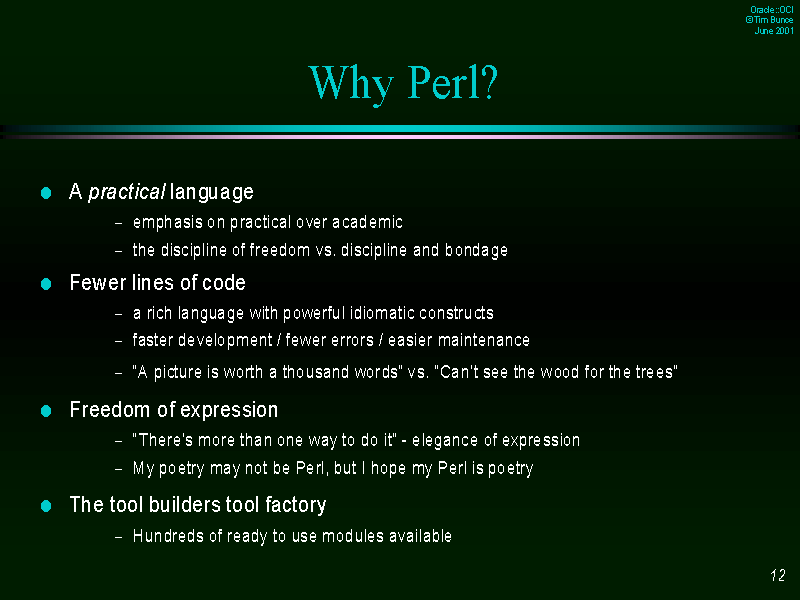 Oracle::OCI
©Tim Bunce
June 2001
Why Perl?
A practical language
– emphasis on practical over academic
– the discipline of freedom vs. discipline and bondage
Fewer lines of code
– a rich language with powerful idiomatic constructs
– faster development / fewer errors / easier maintenance
– "A picture is worth a thousand words" vs. "Can't see the wood for the trees"
Freedom of expression
– "There's more than one way to do it" - elegance of expression
– My poetry may not be Perl, but I hope my Perl is poetry
The tool builders tool factory
– Hundreds of ready to use modules available
12